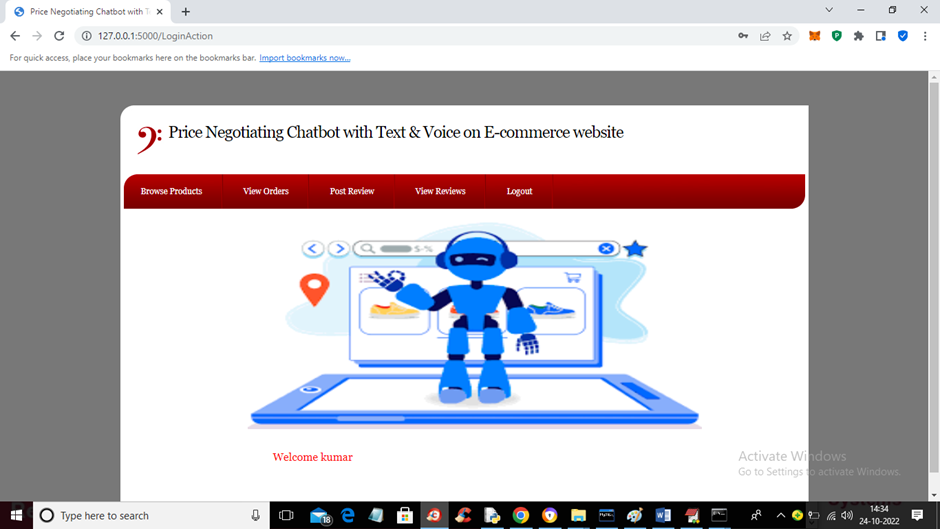 Price Negotiating Chatbot with T
127.0.0.1:5000/LoginAction
For quick access, place your bookmarks here on the bookmarks bar. Import bookmarks now...
Price Negotiating Chatbot with Text & Voice on E-commerce website
Browse Products View Orders Post Review View Reviews Logout
$-%
Welcome kumar
Activate Windows
Go to Settings to activate Windows.
Type here to search
18
14:34
24-10-2022